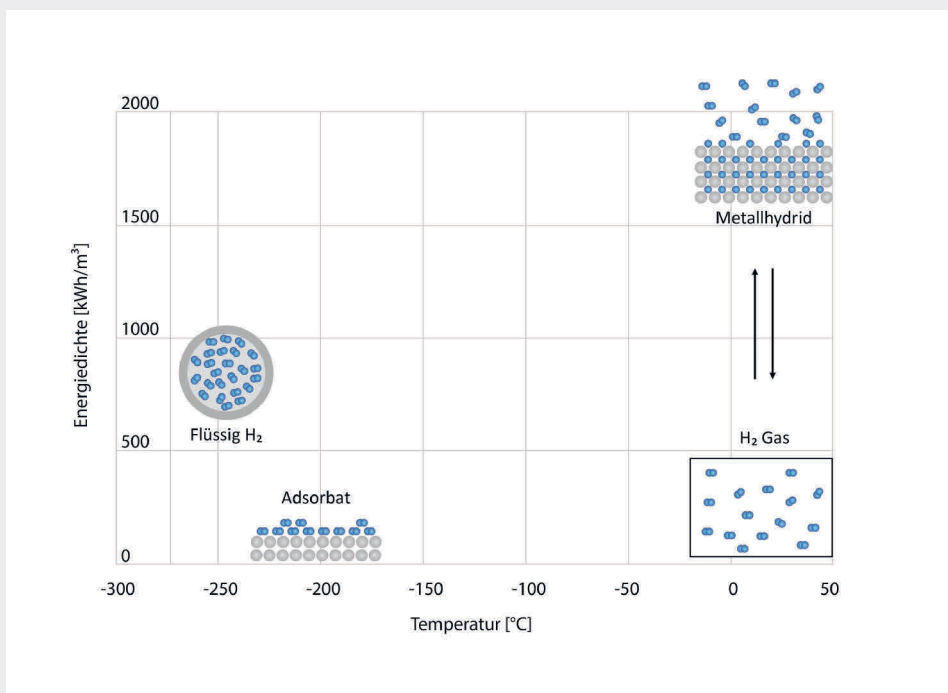 2000
Metallhydrid
1500
1000
Energiedichte [kWh/m³]
Flüssig H₂
H₂ Gas
500
Adsorbat
0
-300 -250 -200 -150 -100 -50 0 50
Temperatur [°C]